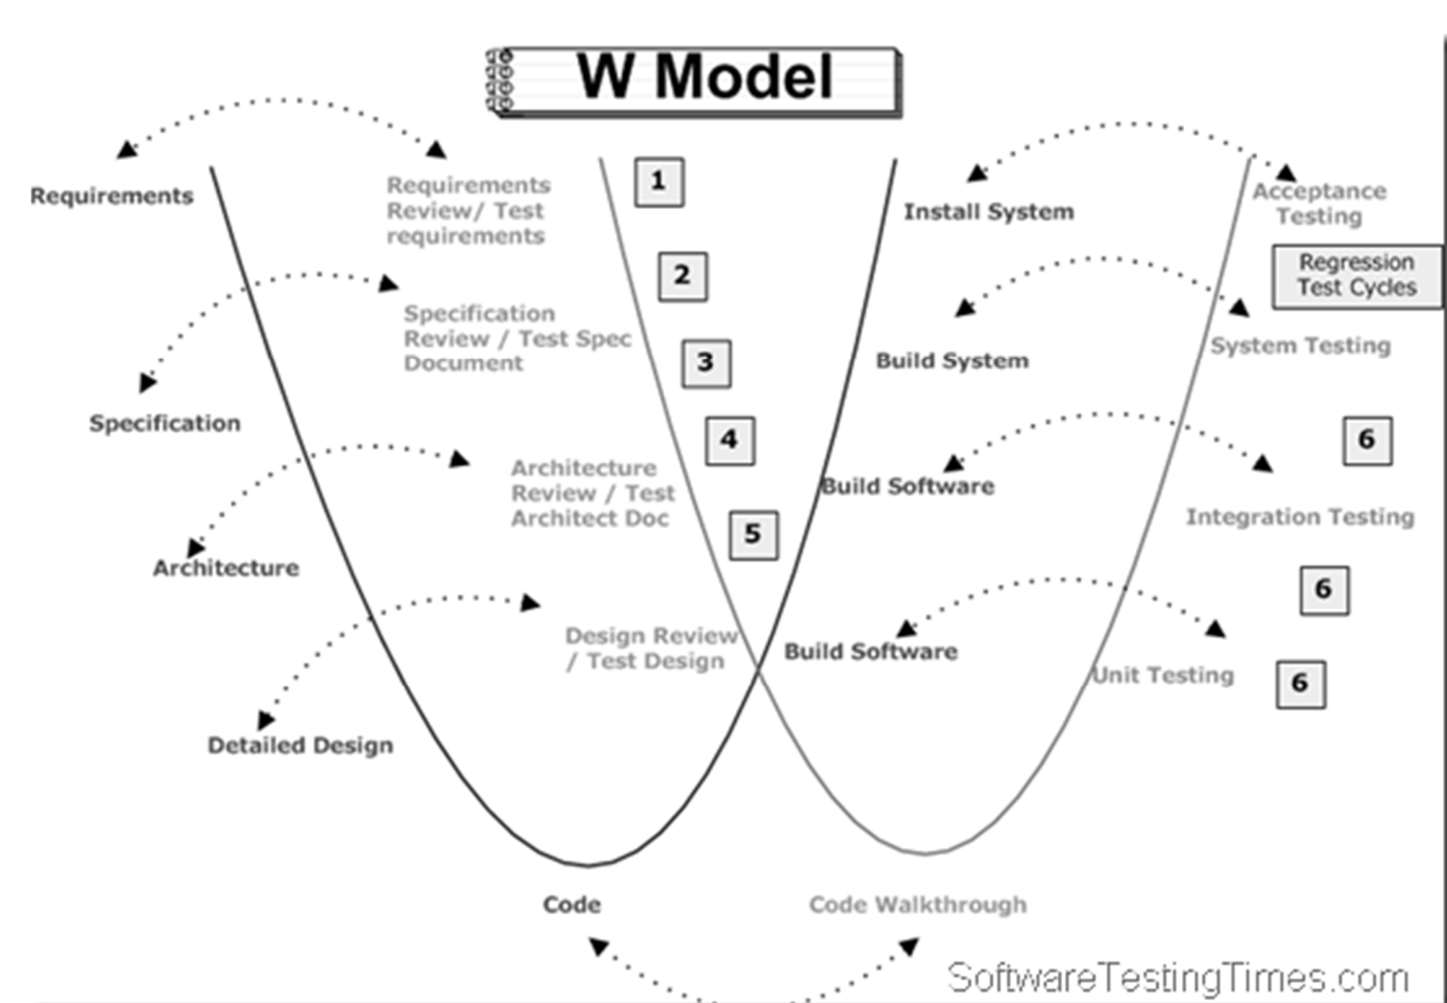 W Model
Requirements
Requirements
Review/ Test
requirements
1
Install System
Acceptance
Testing
2
Regression
Test Cycles
Specification
Review / Test Spec
Document
3
Build System
System Testing
Specification
4
6
Architecture
Review / Test
Architect Doc
Build Software
Integration Testing
5
Architecture
6
Design Review
/ Test Design
Build Software
Unit Testing
6
Detailed Design
Code
Code Walkthrough
SoftwareTestingTimes.com